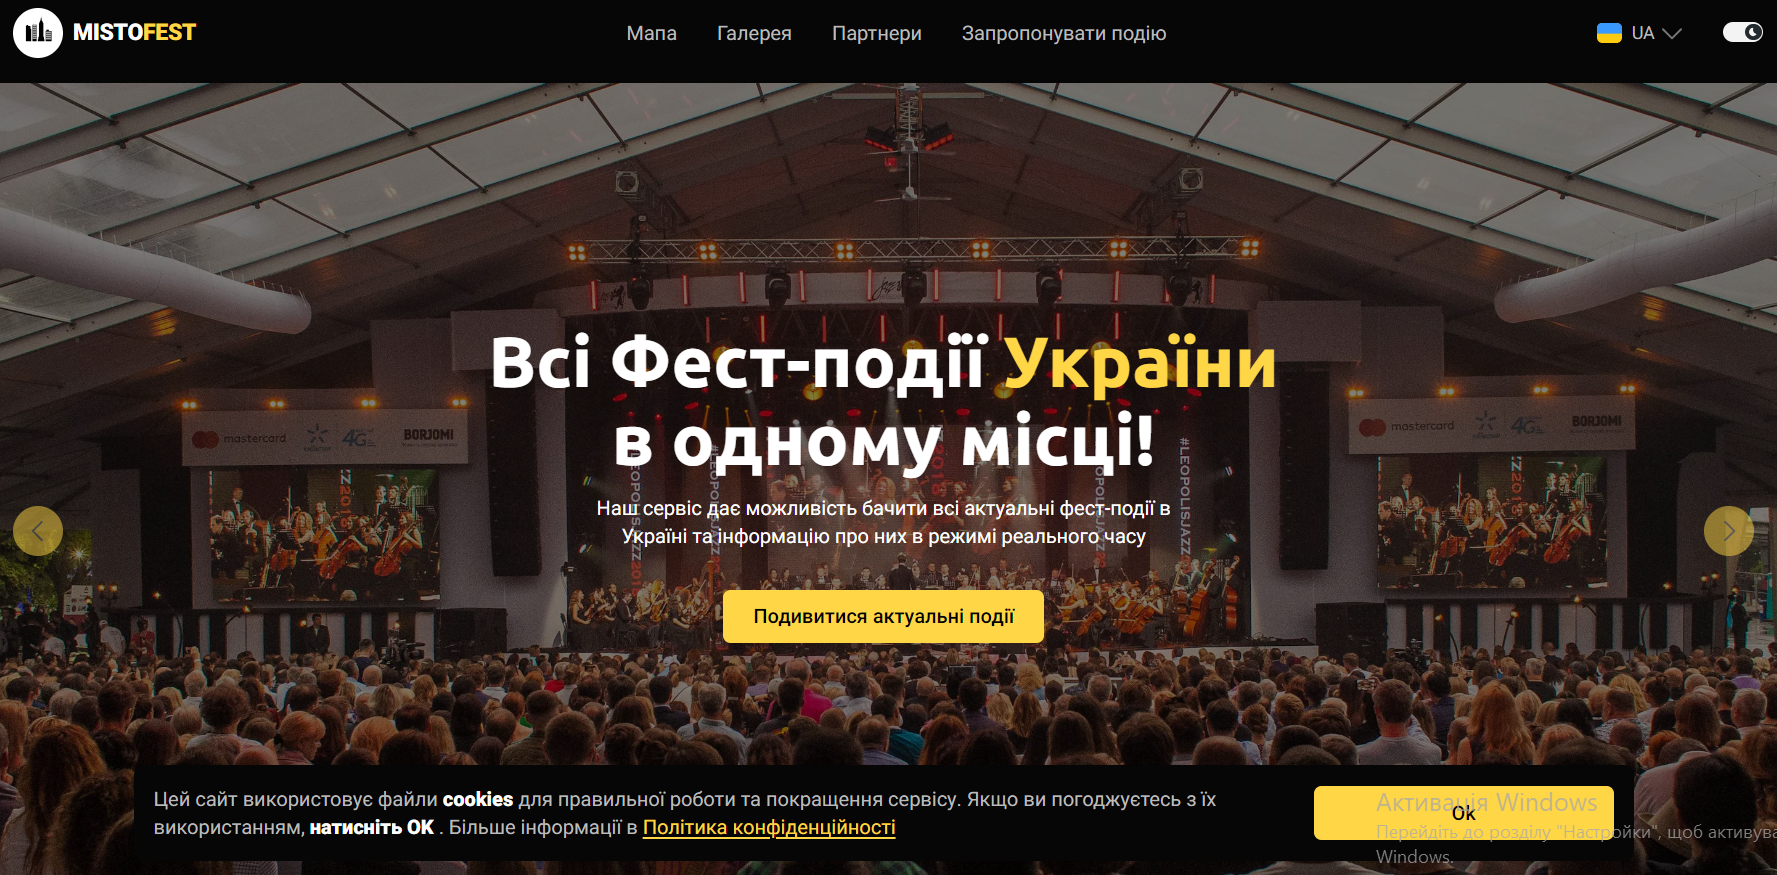 MISTOFEST
Мапа
Галерея
Партнери
Запропонувати подію
UA
Всі Фест-події України
в одному місці!
Наш сервіс дає можливість бачити всі актуальні фест-події в
Україні та інформацію про них в режимі реального часу
Подивитися актуальні події
mastercard
4G
BORJOMI
mastercard
4G
BORJOMI
#LEOPOLISJAZZ
Цей сайт використовує файли cookies для правильної роботи та покращення сервісу. Якщо ви погоджуєтесь з їх
використанням, натисніть ОК . Більше інформації в Політика конфіденційності
Ok
Активація Windows
Перейдіть до розділу "Настройки", щоб активува
Windows.